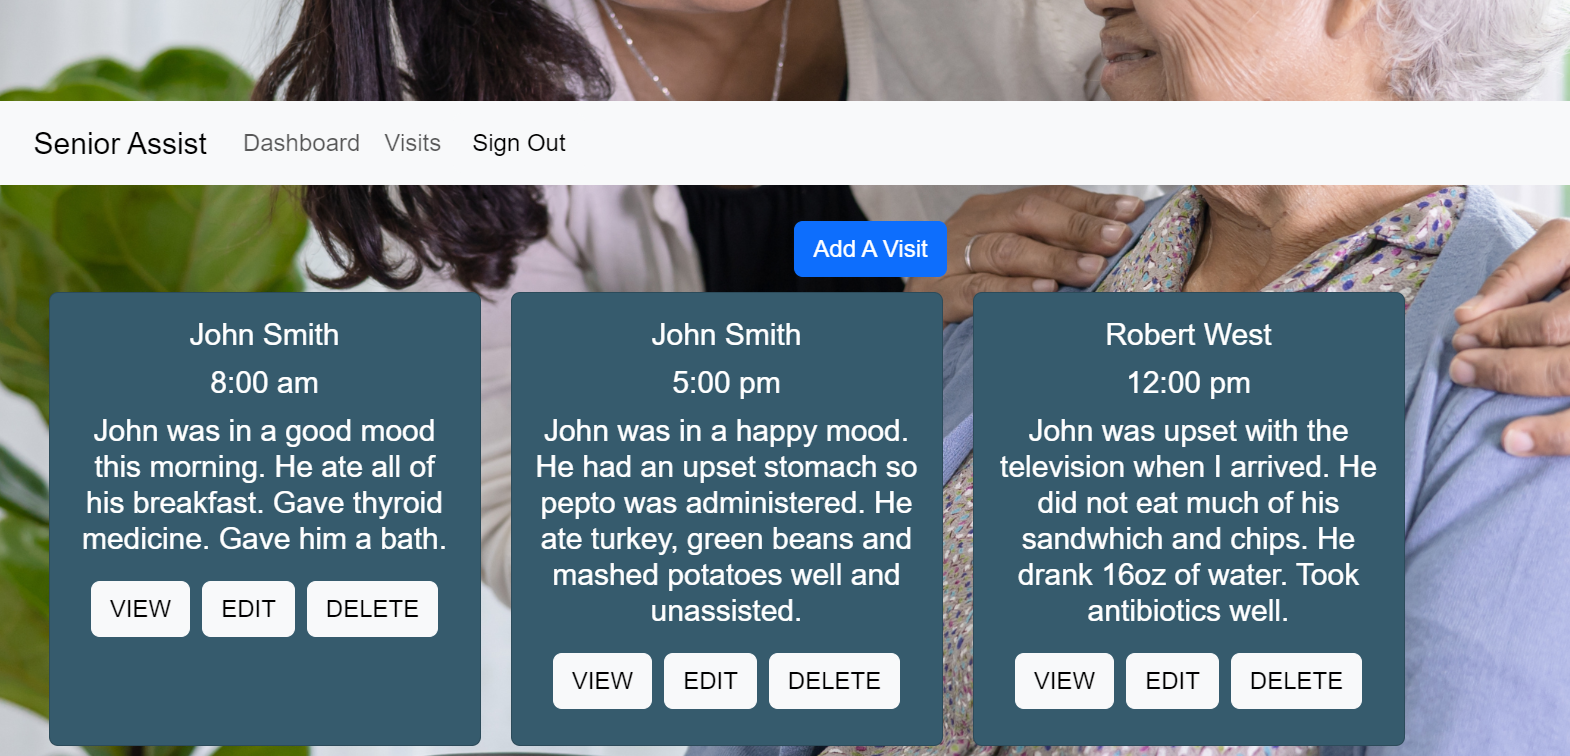 Senior Assist Dashboard Visits Sign Out
Add A Visit
John Smith
8:00 am
John was in a good mood
this morning. He ate all of
his breakfast. Gave thyroid
medicine. Gave him a bath.
VIEW EDIT DELETE
John Smith
5:00 pm
John was in a happy mood.
He had an upset stomach so
pepto was administered. He
ate turkey, green beans and
mashed potatoes well and
unassisted.
VIEW EDIT DELETE
Robert West
12:00 pm
John was upset with the
television when I arrived. He
did not eat much of his
sandwhich and chips. He
drank 16oz of water. Took
antibiotics well.
VIEW EDIT DELETE